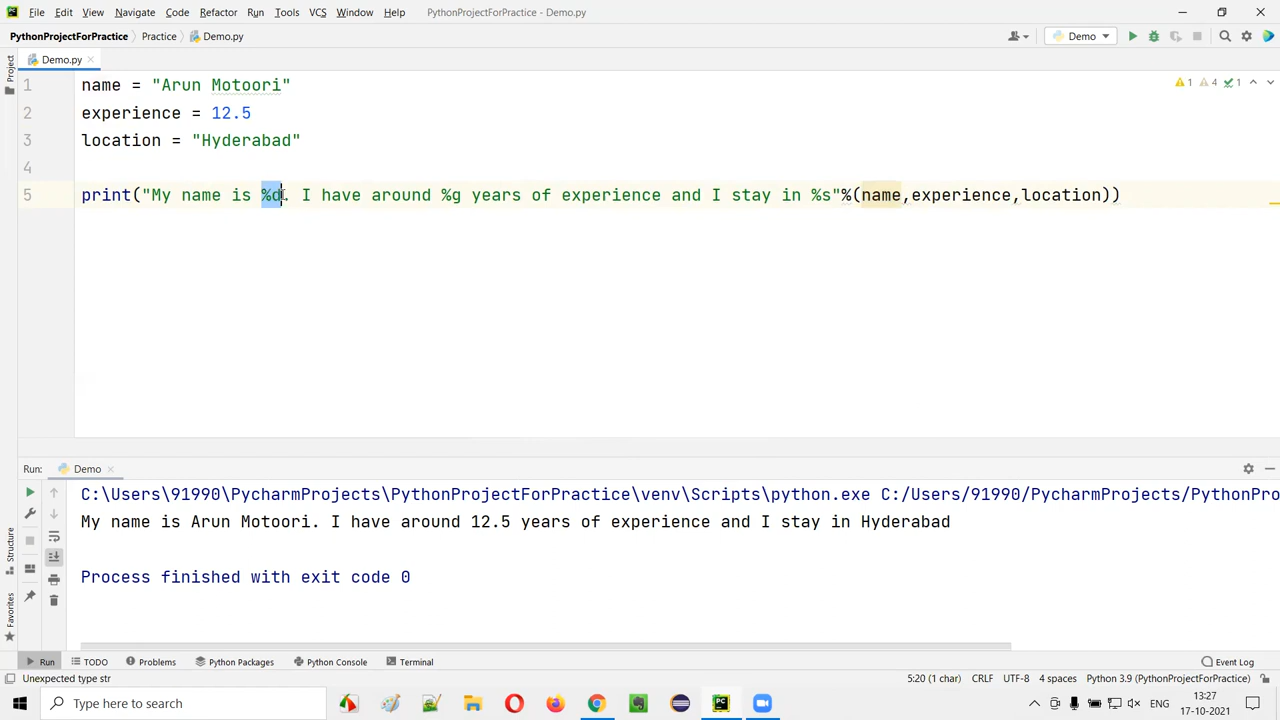 File Edit View Navigate Code Refactor Run Tools VCS Window Help PythonProjectForPractice - Demo.py
PythonProjectForPractice Practice Demo.py Demo
Project
Demo.py
1 name = "Arun Motoori" 1 4 1
2 experience = 12.5
3 location = "Hyderabad"
4
5 print("My name is %d. I have around %g years of experience and I stay in %s"%(name,experience,location))
Run: Demo
C:\Users\91990\PycharmProjects\PythonProjectForPractice\venv\Scripts\python.exe C:/Users/91990/PycharmProjects/PythonPro
My name is Arun Motoori. I have around 12.5 years of experience and I stay in Hyderabad
Process finished with exit code 0
Structure
Favorites
Run TODO Problems Python Packages Python Console Terminal Event Log
Unexpected type str 5:20 (1 char) CRLF UTF-8 4 spaces Python 3.9 (PythonProjectForPractice)
Type here to search ENG 13:27
17-10-2021